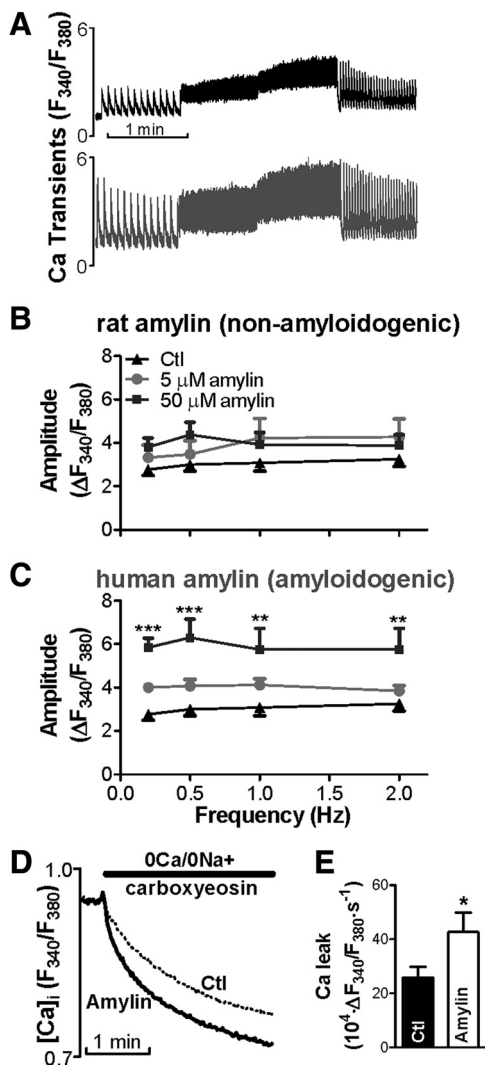 A
Ca Transients (F340/F380)
6
2
0
1 min
6
0
B
rat amylin (non-amyloidogenic)
Amplitude
(ΔF340/F380)
8
6
4
2
0
Ctl
5 μM amylin
50 μM amylin
C
human amylin (amyloidogenic)
Amplitude
(ΔF340/F380)
8
6
4
2
0
***
***
**
**
0.0
0.5
1.0
1.5
2.0
Frequency (Hz)
D
0Ca/0Na+
carboxyeosin
[Ca]i (F340/F380)
1.0
0.7
Ctl
Amylin
1 min
E
Ca leak
(10⁴·ΔF340/F380·s⁻¹)
60
40
20
0
*
Ctl
Amylin